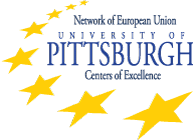 Network of European Union
UNIVERSITY OF
PITTSBURGH
Centers of Excellence